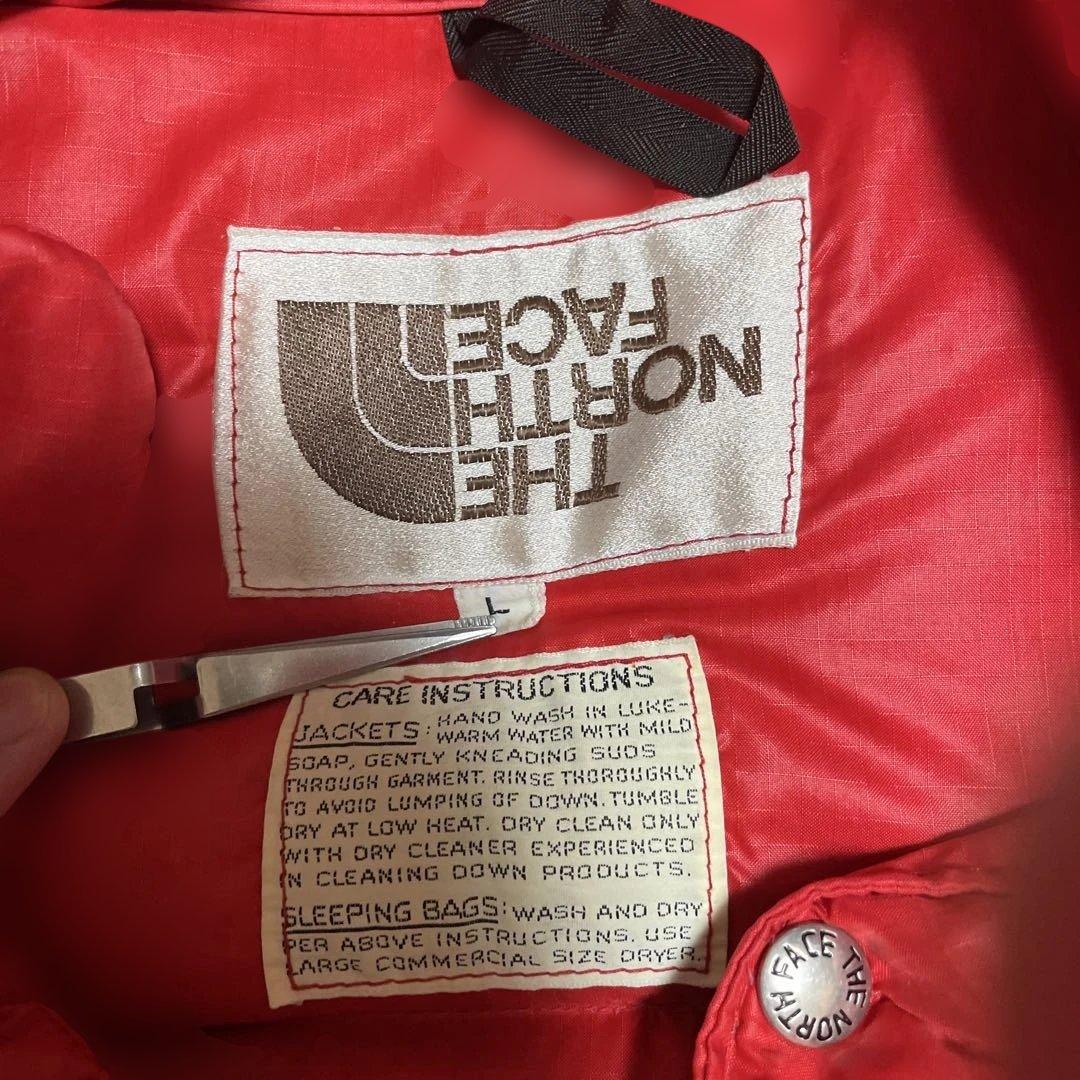 THE
NORTH
FACE
L
CARE INSTRUCTIONS
JACKETS: HAND WASH IN LUKE-
WARM WATER WITH MILD
SOAP, GENTLY KNEADING SUDS
THROUGH GARMENT. RINSE THOROUGHLY
TO AVOID LUMPING OF DOWN. TUMBLE
DRY AT LOW HEAT. DRY CLEAN ONLY
WITH DRY CLEANER EXPERIENCED
IN CLEANING DOWN PRODUCTS.
SLEEPING BAGS: WASH AND DRY
PER ABOVE INSTRUCTIONS. USE
LARGE COMMERCIAL SIZE DRYER.
THE NORTH FACE